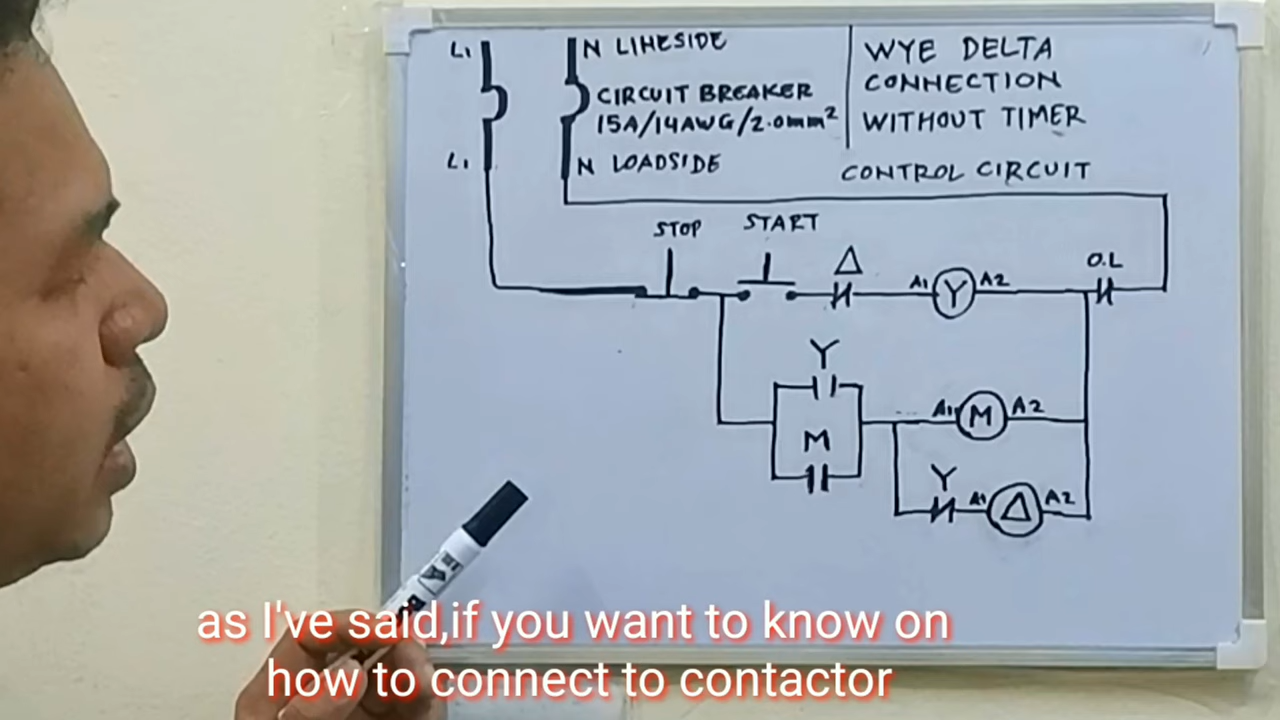 L1
N LINESIDE
CIRCUIT BREAKER
15A/14AWG/2.0mm²
L1
N LOADSIDE
WYE DELTA
CONNECTION
WITHOUT TIMER
CONTROL CIRCUIT
STOP
START
Δ
A1 Y A2
O.L
Y
M
A1 M A2
Y
A1 Δ A2
as I've said,if you want to know on
how to connect to contactor